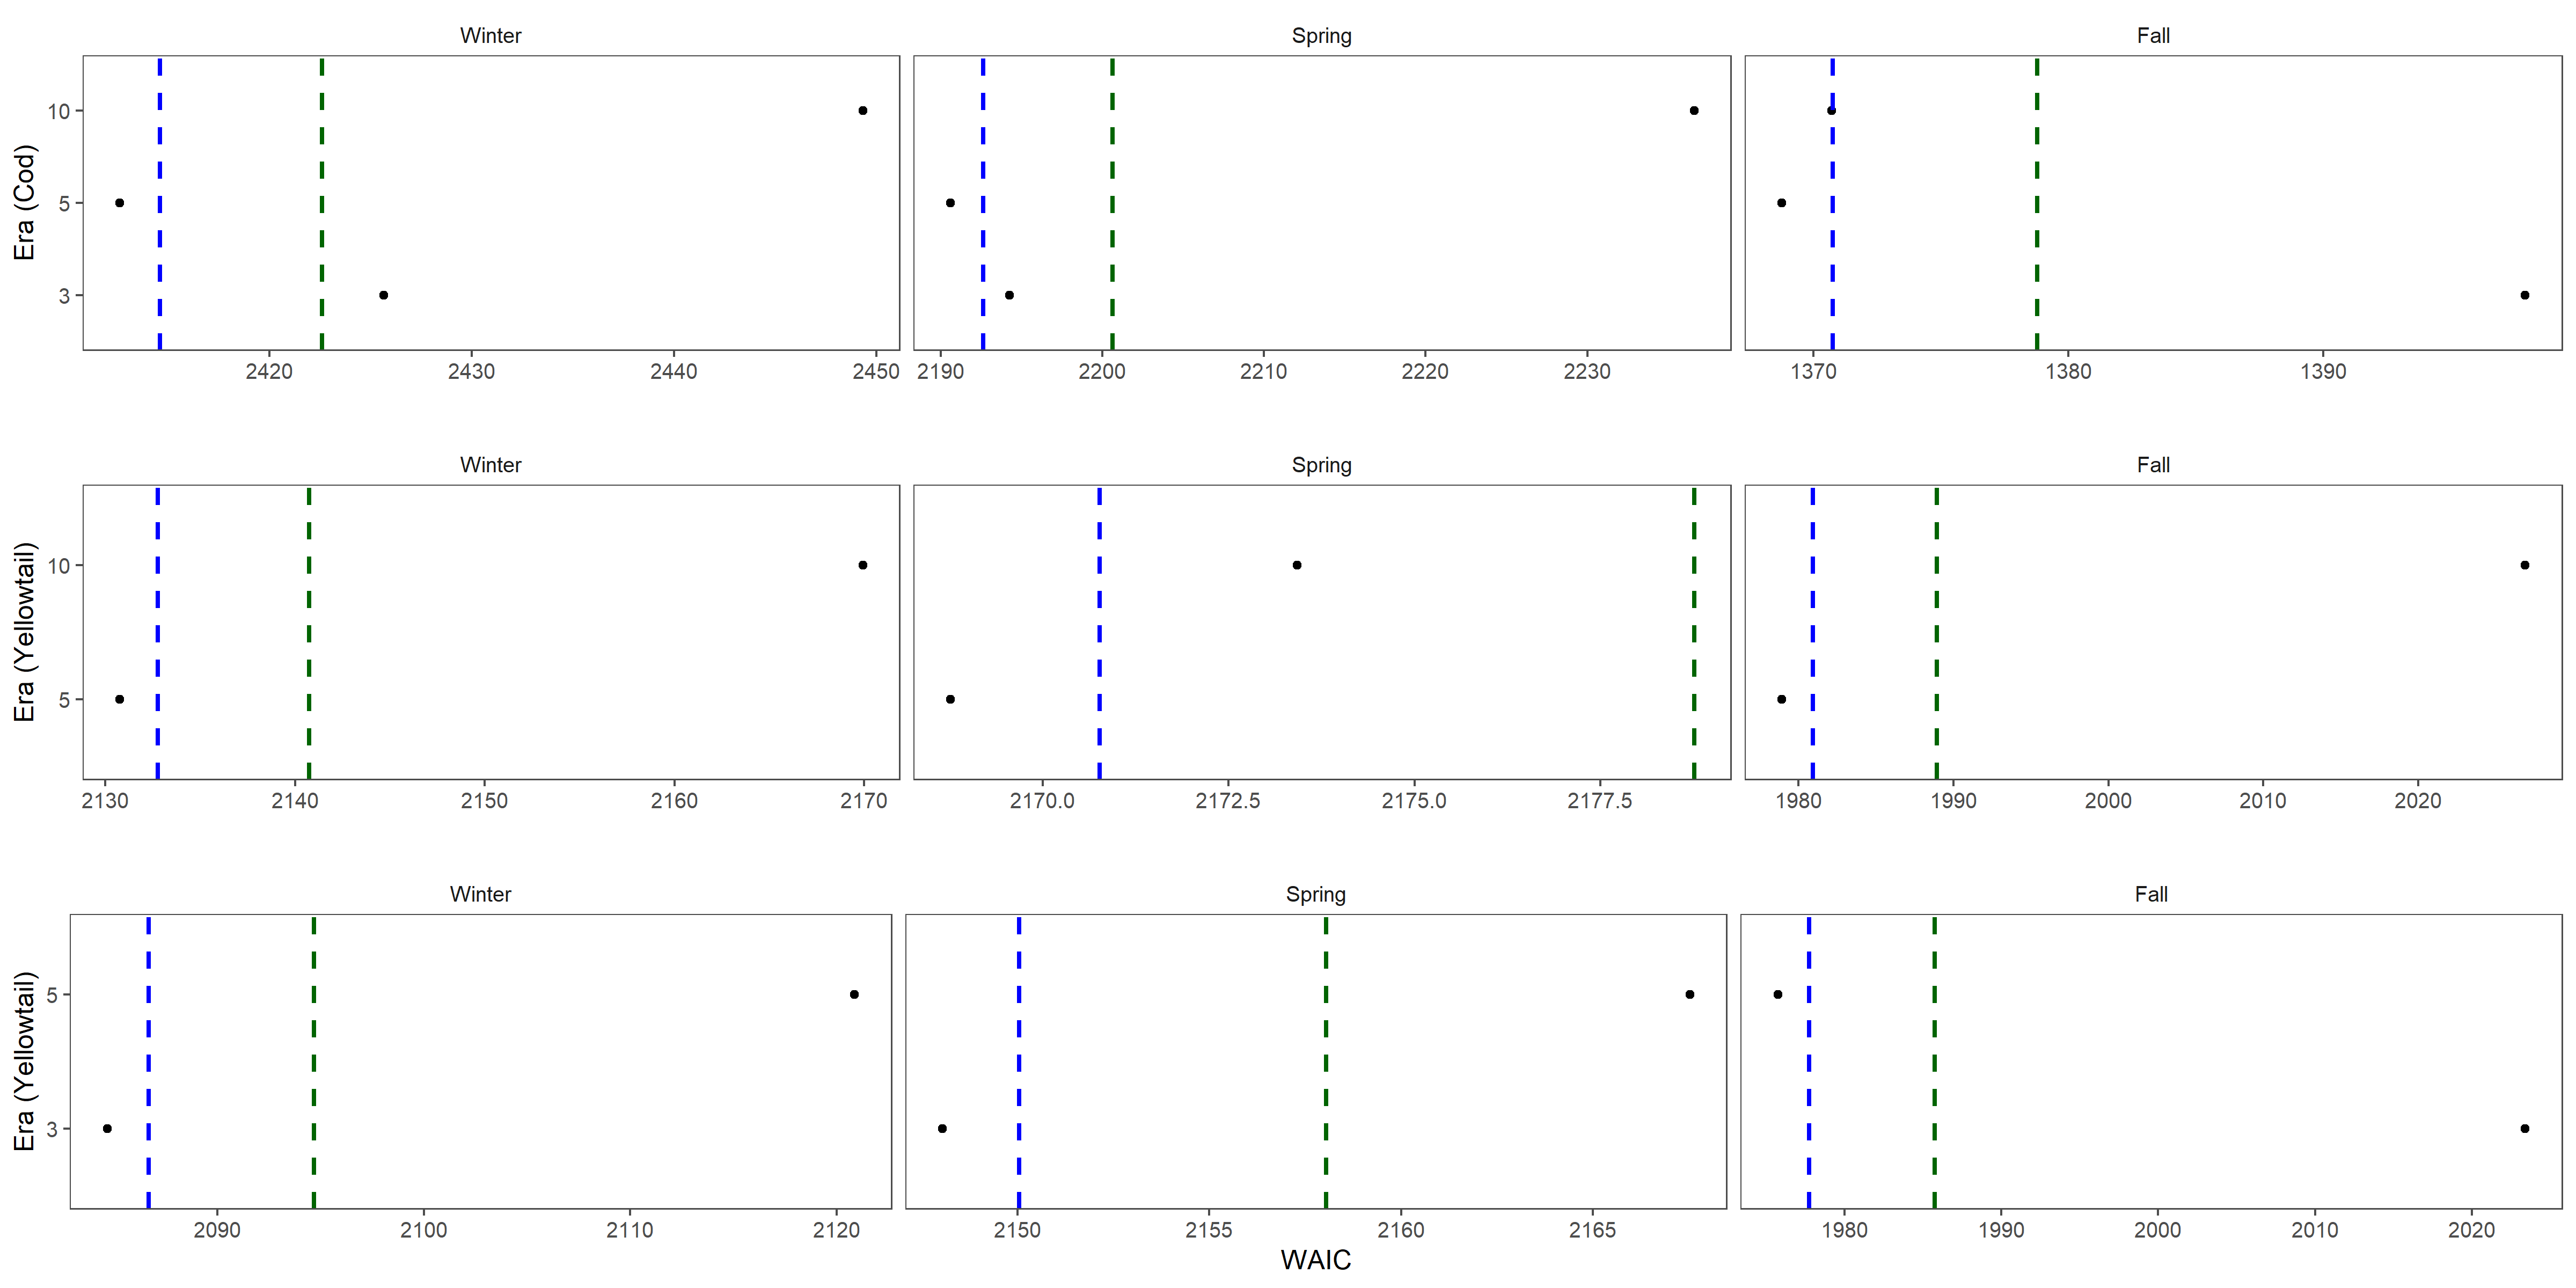 Winter Spring Fall
Era (Cod)
10
5
3
2420 2430 2440 2450 2190 2200 2210 2220 2230 1370 1380 1390
Winter Spring Fall
Era (Yellowtail)
10
5
2130 2140 2150 2160 2170 2170.0 2172.5 2175.0 2177.5 1980 1990 2000 2010 2020
Winter Spring Fall
Era (Yellowtail)
5
3
2090 2100 2110 2120 2150 2155 2160 2165 1980 1990 2000 2010 2020
WAIC